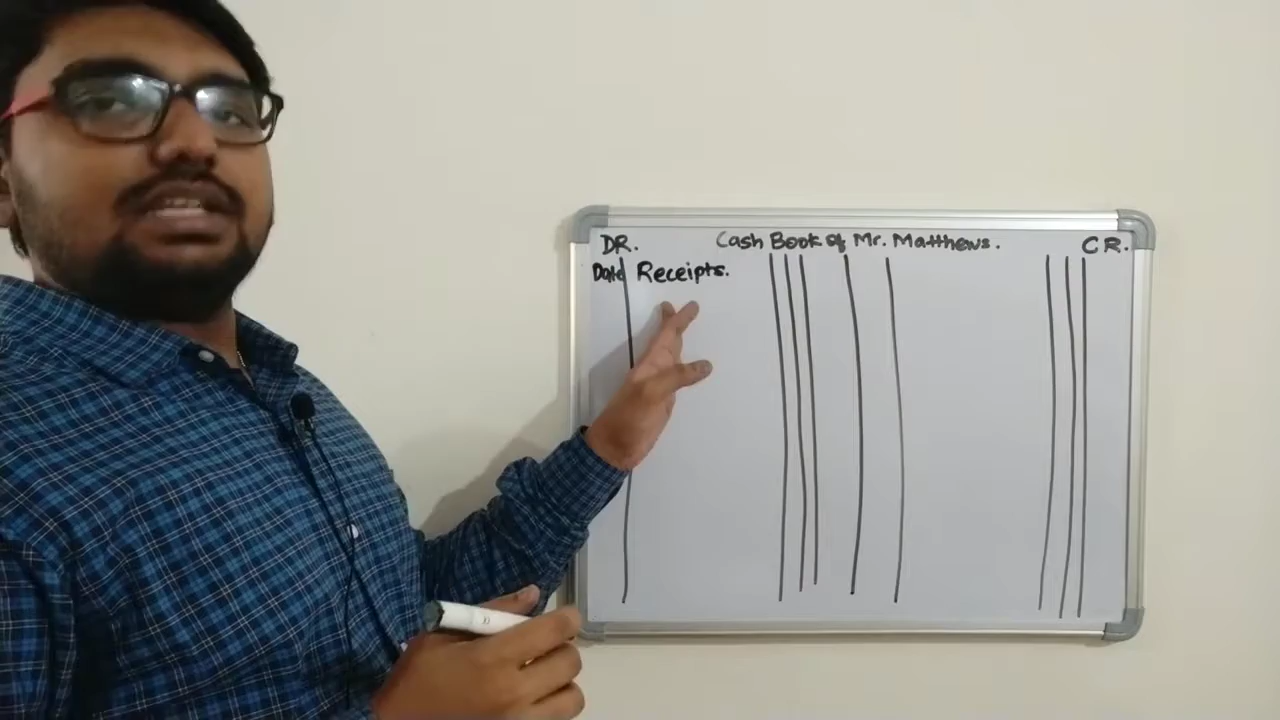 DR. Cash Book of Mr. Matthews. CR.
Date Receipts.